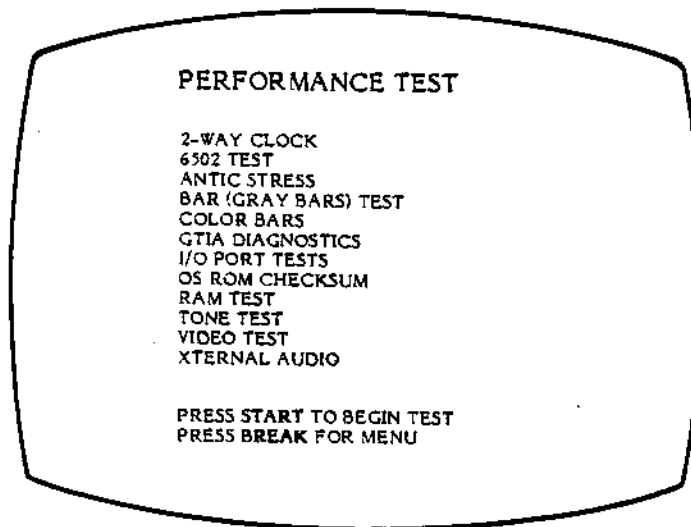 PERFORMANCE TEST
2-WAY CLOCK
6502 TEST
ANTIC STRESS
BAR (GRAY BARS) TEST
COLOR BARS
GTIA DIAGNOSTICS
I/O PORT TESTS
OS ROM CHECKSUM
RAM TEST
TONE TEST
VIDEO TEST
XTERNAL AUDIO
PRESS START TO BEGIN TEST
PRESS BREAK FOR MENU